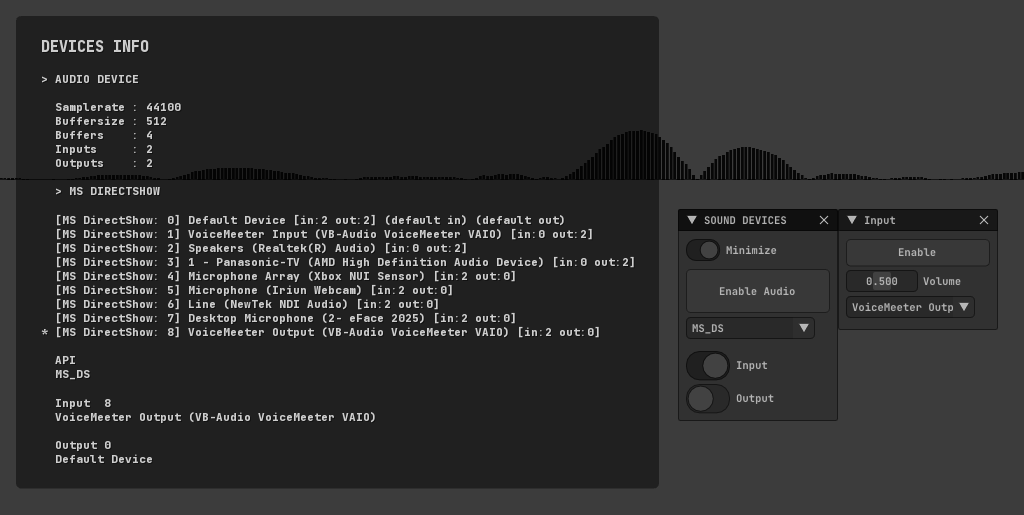 DEVICES INFO
> AUDIO DEVICE
Samplerate : 44100
Buffersize : 512
Buffers : 4
Inputs : 2
Outputs : 2
> MS DIRECTSHOW
[MS DirectShow: 0] Default Device [in:2 out:2] (default in) (default out)
[MS DirectShow: 1] VoiceMeeter Input (VB-Audio VoiceMeeter VAIO) [in:0 out:2]
[MS DirectShow: 2] Speakers (Realtek(R) Audio) [in:0 out:2]
[MS DirectShow: 3] 1 - Panasonic-TV (AMD High Definition Audio Device) [in:0 out:2]
[MS DirectShow: 4] Microphone Array (Xbox NUI Sensor) [in:2 out:0]
[MS DirectShow: 5] Microphone (Iriun Webcam) [in:2 out:0]
[MS DirectShow: 6] Line (NewTek NDI Audio) [in:2 out:0]
[MS DirectShow: 7] Desktop Microphone (2- eFace 2025) [in:2 out:0]
* [MS DirectShow: 8] VoiceMeeter Output (VB-Audio VoiceMeeter VAIO) [in:2 out:0]
API
MS_DS
Input 8
VoiceMeeter Output (VB-Audio VoiceMeeter VAIO)
Output 0
Default Device
SOUND DEVICES
Minimize
Enable Audio
MS_DS
Input
Output
Input
Enable
0.500 Volume
VoiceMeeter Outp